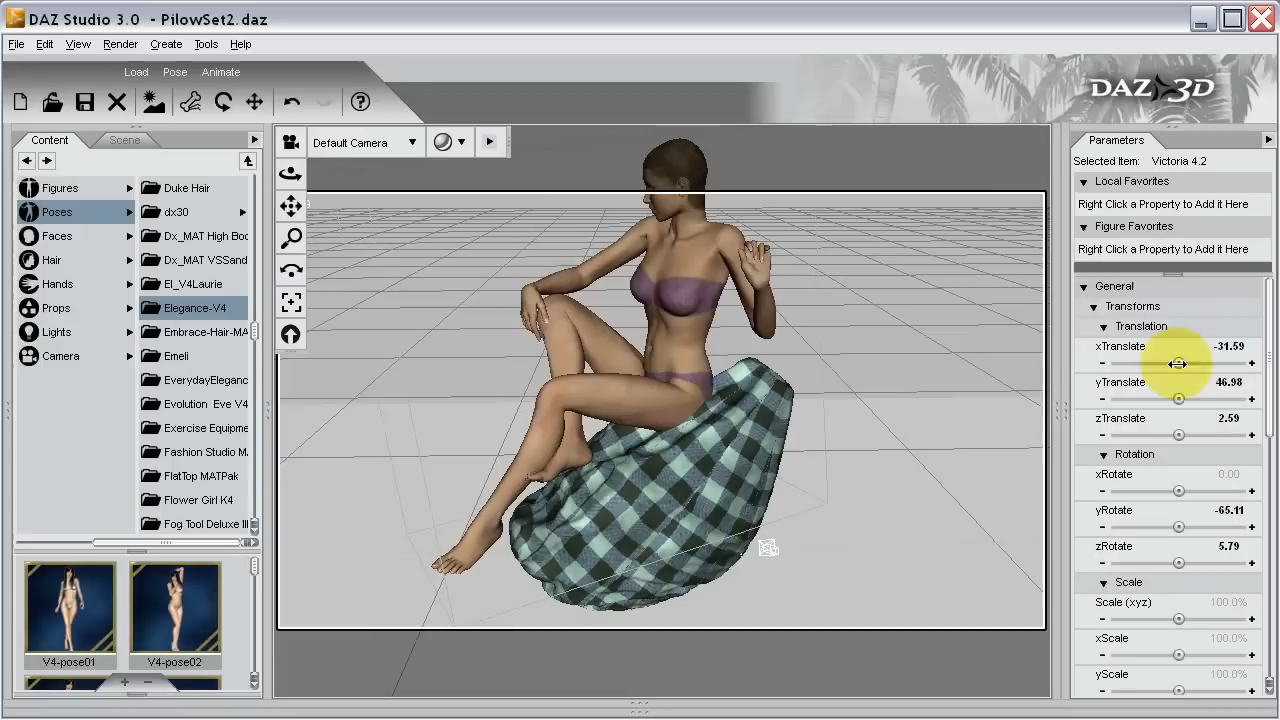 DAZ Studio 3.0 - PilowSet2.daz
File Edit View Render Create Tools Help
Load Pose Animate
DAZ 3D
Content Scene
Figures
Poses
Faces
Hair
Hands
Props
Lights
Camera
Duke Hair
dx30
Dx_MAT High Boo
Dx_MAT VSSand
El_V4Laurie
Elegance-V4
Embrace-Hair-MA
Emeli
EverydayEleganc
Evolution Eve V4
Exercise Equipme
Fashion Studio M
FlatTop MATPak
Flower Girl K4
Fog Tool Deluxe III
V4-pose01 V4-pose02
Default Camera
Parameters
Selected Item: Victoria 4.2
Local Favorites
Right Click a Property to Add it Here
Figure Favorites
Right Click a Property to Add it Here
General
Transforms
Translation
xTranslate -31.59
yTranslate 46.98
zTranslate 2.59
Rotation
xRotate 0.00
yRotate -65.11
zRotate 5.79
Scale
Scale (xyz) 100.0%
xScale 100.0%
yScale 100.0%